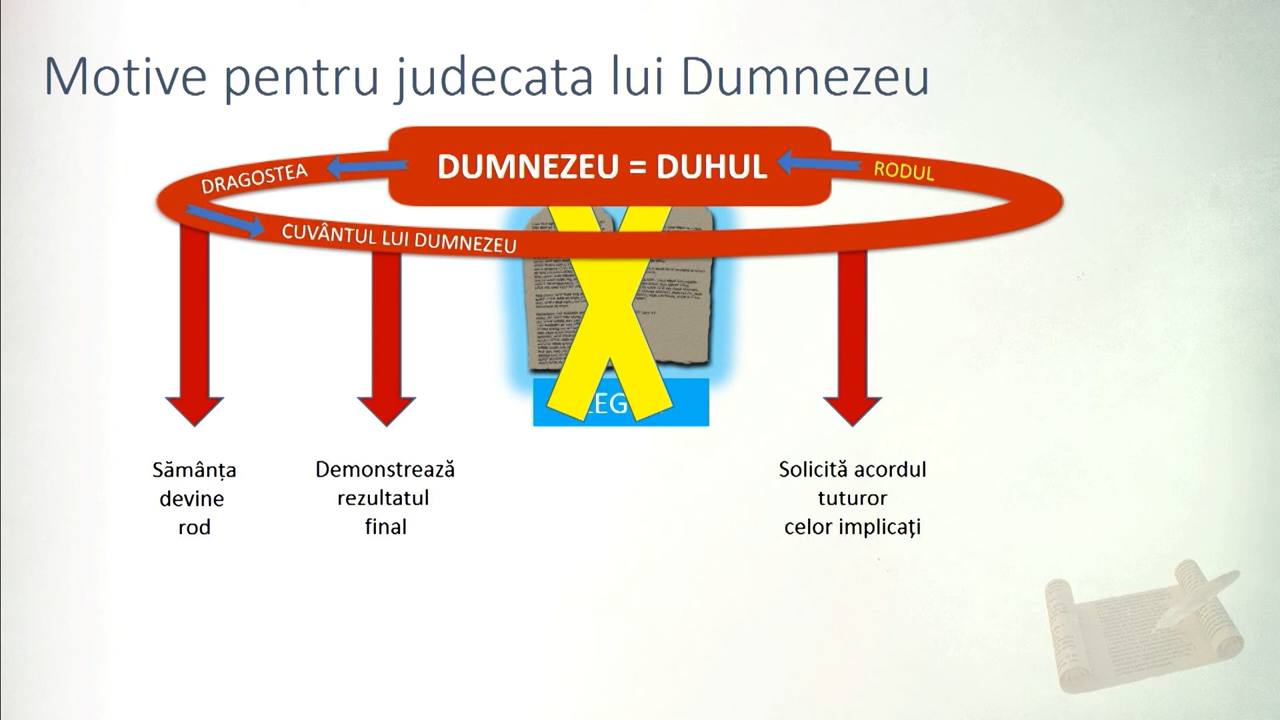 Motive pentru judecata lui Dumnezeu
DUMNEZEU = DUHUL
DRAGOSTEA
RODUL
CUVÂNTUL LUI DUMNEZEU
Sămânța
devine
rod
Demonstrează
rezultatul
final
Solicită acordul
tuturor
celor implicați